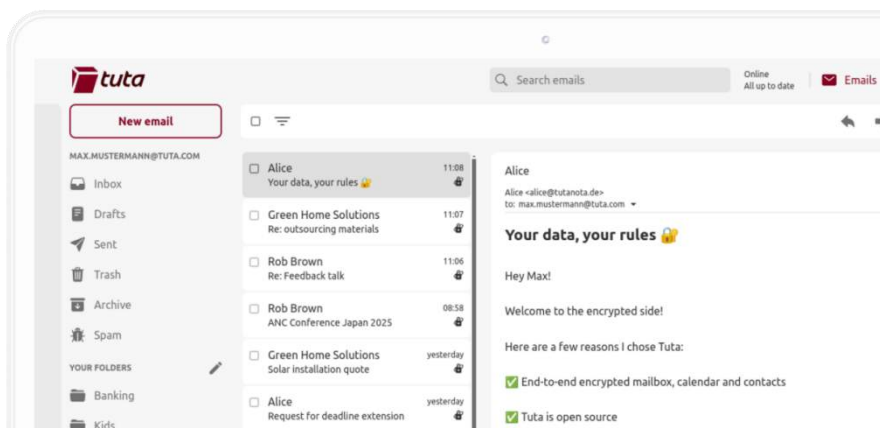 tuta
Search emails
Online
All up to date
Emails
New email
MAX.MUSTERMANN@TUTA.COM
Inbox
Drafts
Sent
Trash
Archive
Spam
YOUR FOLDERS
Banking
Kids
Alice 11:08
Your data, your rules 🔐
Green Home Solutions 11:07
Re: outsourcing materials
Rob Brown 11:06
Re: Feedback talk
Rob Brown 08:58
ANC Conference Japan 2025
Green Home Solutions yesterday
Solar installation quote
Alice yesterday
Request for deadline extension
Alice
Alice <alice@tutanota.de>
to: max.mustermann@tuta.com
Your data, your rules 🔐
Hey Max!
Welcome to the encrypted side!
Here are a few reasons I chose Tuta:
✅ End-to-end encrypted mailbox, calendar and contacts
✅ Tuta is open source